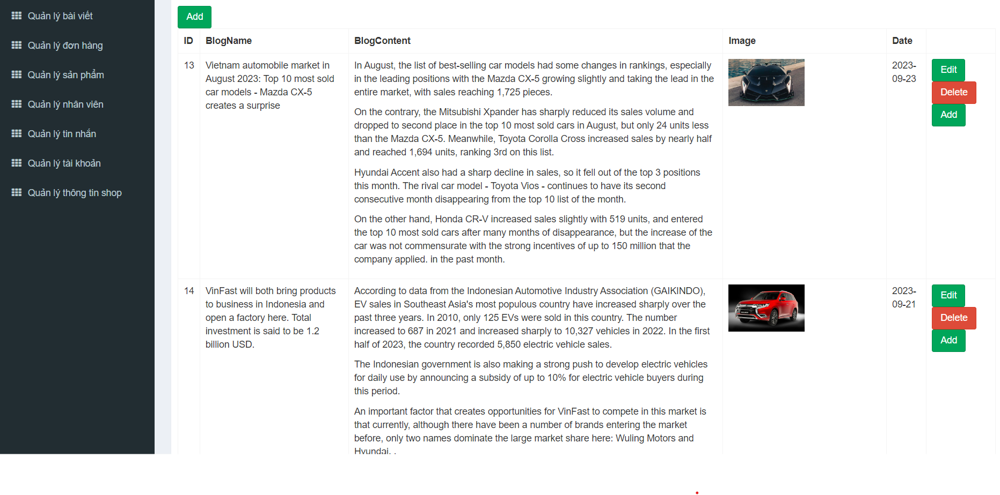 Quản lý bài viết
Quản lý đơn hàng
Quản lý sản phẩm
Quản lý nhân viên
Quản lý tin nhắn
Quản lý tài khoản
Quản lý thông tin shop
Add
ID BlogName BlogContent Image Date
13
Vietnam automobile market in
August 2023: Top 10 most sold
car models - Mazda CX-5
creates a surprise
In August, the list of best-selling car models had some changes in rankings, especially
in the leading positions with the Mazda CX-5 growing slightly and taking the lead in the
entire market, with sales reaching 1,725 pieces.
On the contrary, the Mitsubishi Xpander has sharply reduced its sales volume and
dropped to second place in the top 10 most sold cars in August, but only 24 units less
than the Mazda CX-5. Meanwhile, Toyota Corolla Cross increased sales by nearly half
and reached 1,694 units, ranking 3rd on this list.
Hyundai Accent also had a sharp decline in sales, so it fell out of the top 3 positions
this month. The rival car model - Toyota Vios - continues to have its second
consecutive month disappearing from the top 10 list of the month.
On the other hand, Honda CR-V increased sales slightly with 519 units, and entered
the top 10 most sold cars after many months of disappearance, but the increase of the
car was not commensurate with the strong incentives of up to 150 million that the
company applied. in the past month.
2023-
09-23
Edit
Delete
Add
14
VinFast will both bring products
to business in Indonesia and
open a factory here. Total
investment is said to be 1.2
billion USD.
According to data from the Indonesian Automotive Industry Association (GAIKINDO),
EV sales in Southeast Asia's most populous country have increased sharply over the
past three years. In 2010, only 125 EVs were sold in this country. The number
increased to 687 in 2021 and increased sharply to 10,327 vehicles in 2022. In the first
half of 2023, the country recorded 5,850 electric vehicle sales.
The Indonesian government is also making a strong push to develop electric vehicles
for daily use by announcing a subsidy of up to 10% for electric vehicle buyers during
this period.
An important factor that creates opportunities for VinFast to compete in this market is
that currently, although there have been a number of brands entering the market
before, only two names dominate the large market share here: Wuling Motors and
Hyundai. .
2023-
09-21
Edit
Delete
Add